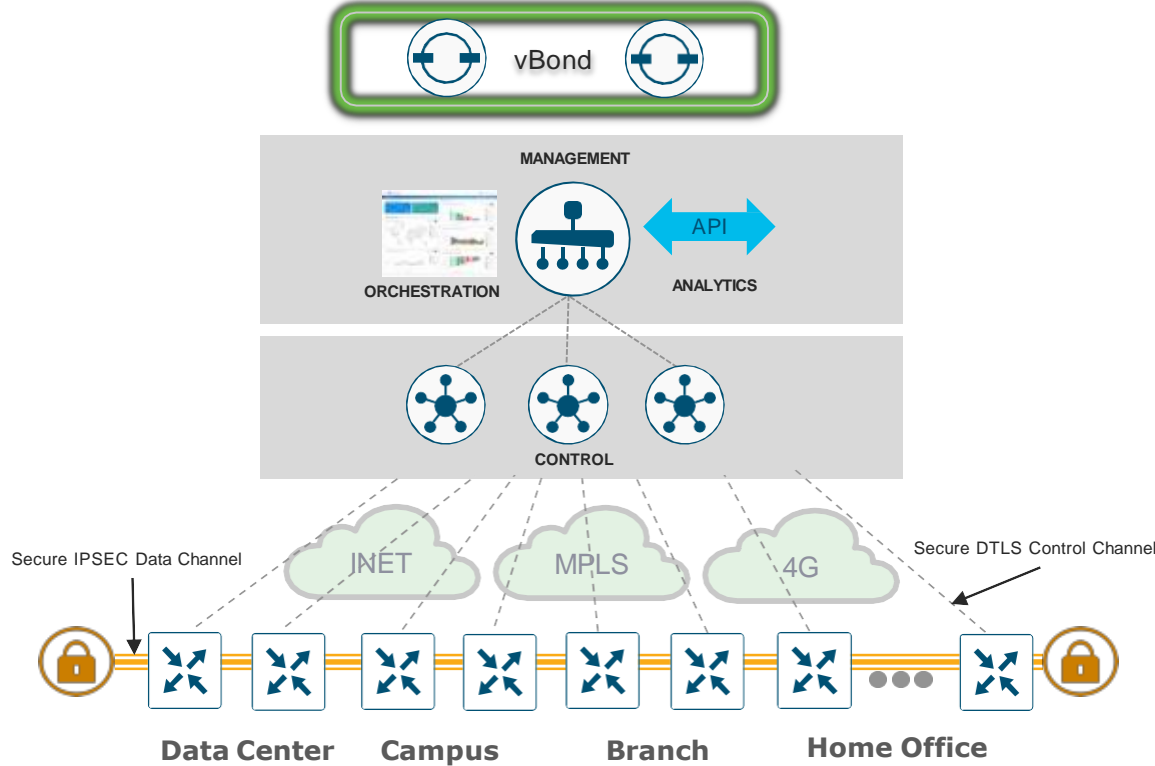 vBond
MANAGEMENT
API
ORCHESTRATION
ANALYTICS
CONTROL
INET
MPLS
4G
Secure IPSEC Data Channel
Secure DTLS Control Channel
Data Center
Campus
Branch
Home Office